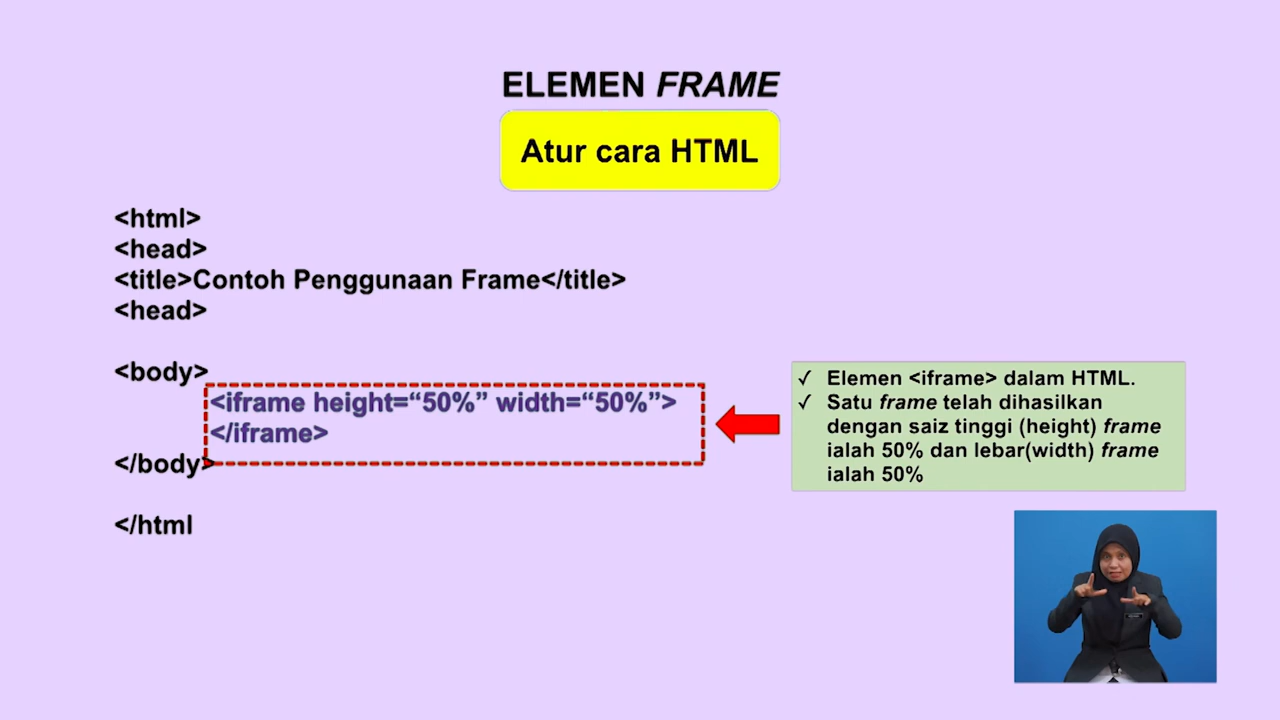 ELEMEN FRAME
Atur cara HTML
<html>
<head>
<title>Contoh Penggunaan Frame</title>
<head>
<body>
<iframe height=“50%” width=“50%”>
</iframe>
</body>
</html
✓ Elemen <iframe> dalam HTML.
✓ Satu frame telah dihasilkan
dengan saiz tinggi (height) frame
ialah 50% dan lebar(width) frame
ialah 50%